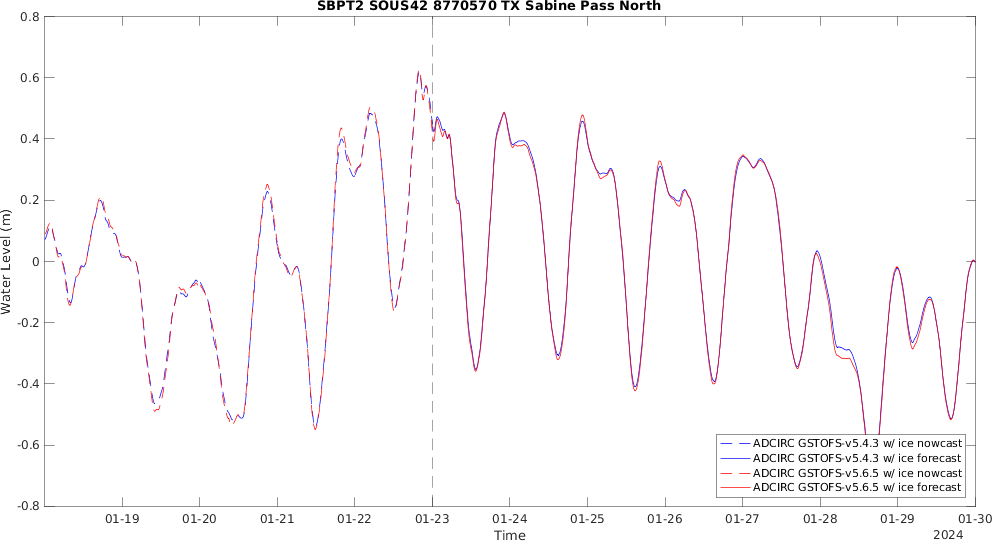 SBPT2 SOUS42 8770570 TX Sabine Pass North
Water Level (m)
0.8
0.6
0.4
0.2
0
-0.2
-0.4
-0.6
-0.8
ADCIRC GSTOFS-v5.4.3 w/ ice nowcast
ADCIRC GSTOFS-v5.4.3 w/ ice forecast
ADCIRC GSTOFS-v5.6.5 w/ ice nowcast
ADCIRC GSTOFS-v5.6.5 w/ ice forecast
01-19 01-20 01-21 01-22 01-23 01-24 01-25 01-26 01-27 01-28 01-29 01-30
Time
2024